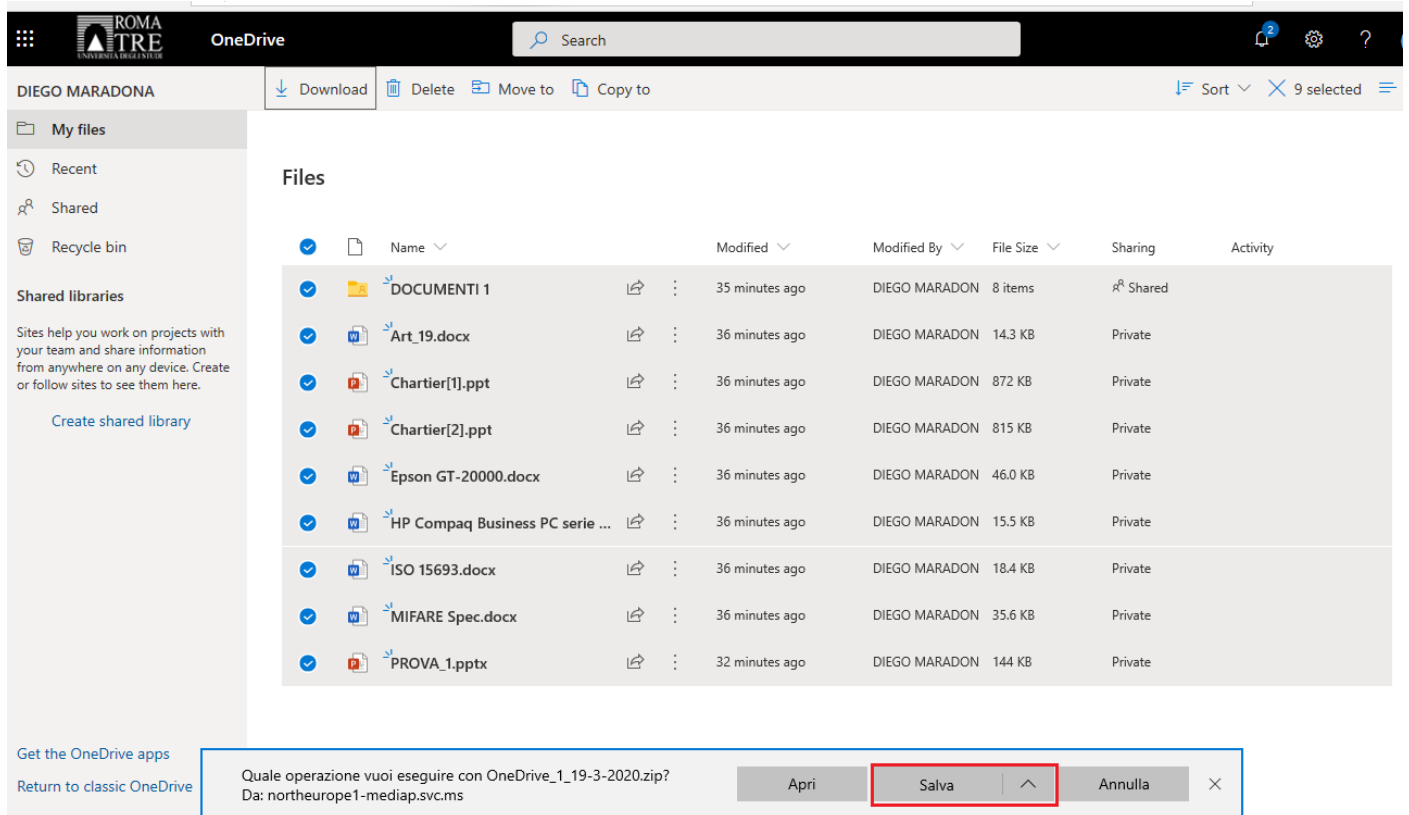 ROMA
TRE
UNIVERSITÀ DEGLI STUDI
OneDrive
Search
2
?
DIEGO MARADONA
Download
Delete
Move to
Copy to
Sort
9 selected
My files
Recent
Shared
Recycle bin
Shared libraries
Sites help you work on projects with
your team and share information
from anywhere on any device. Create
or follow sites to see them here.
Create shared library
Get the OneDrive apps
Return to classic OneDrive
Files
Name Modified Modified By File Size Sharing Activity
DOCUMENTI 1 35 minutes ago DIEGO MARADON 8 items Shared
Art_19.docx 36 minutes ago DIEGO MARADON 14.3 KB Private
Chartier[1].ppt 36 minutes ago DIEGO MARADON 872 KB Private
Chartier[2].ppt 36 minutes ago DIEGO MARADON 815 KB Private
Epson GT-20000.docx 36 minutes ago DIEGO MARADON 46.0 KB Private
HP Compaq Business PC serie ... 36 minutes ago DIEGO MARADON 15.5 KB Private
ISO 15693.docx 36 minutes ago DIEGO MARADON 18.4 KB Private
MIFARE Spec.docx 36 minutes ago DIEGO MARADON 35.6 KB Private
PROVA_1.pptx 32 minutes ago DIEGO MARADON 144 KB Private
Quale operazione vuoi eseguire con OneDrive_1_19-3-2020.zip?
Da: northeurope1-mediap.svc.ms
Apri
Salva
Annulla